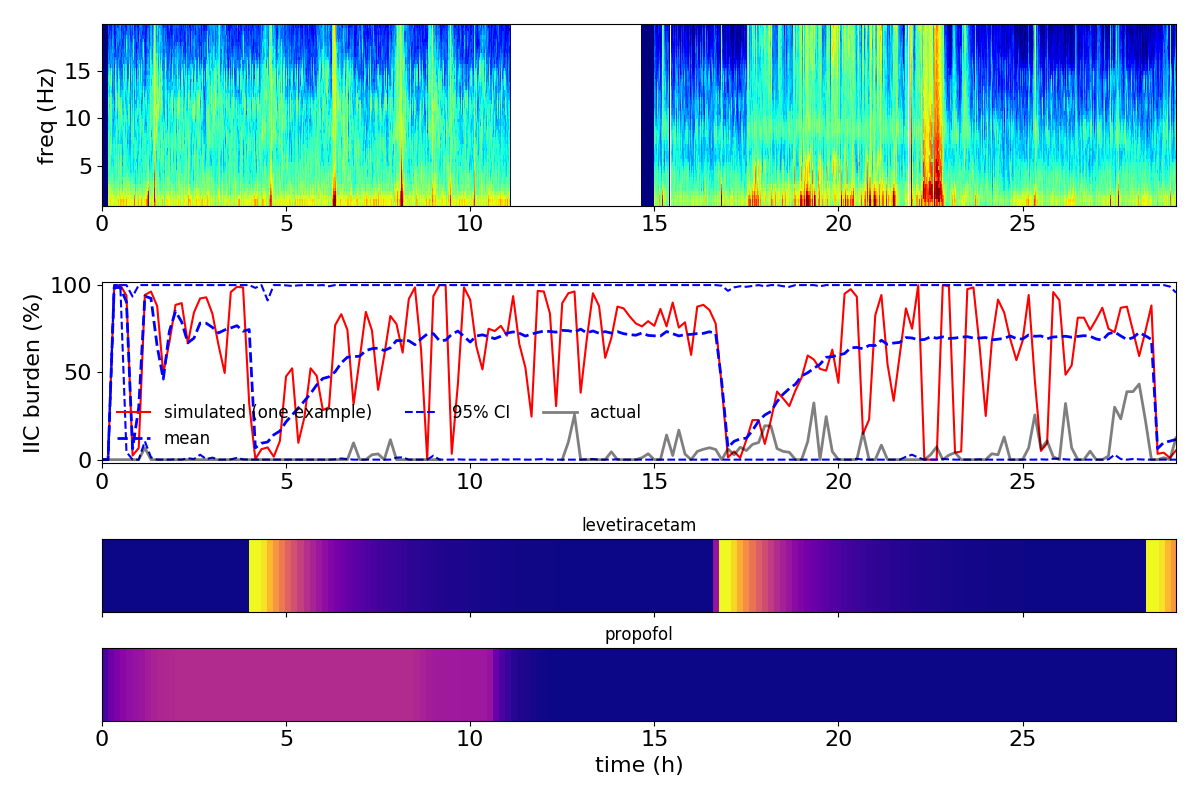 freq (Hz)
15
10
5
0 5 10 15 20 25
IIC burden (%)
100
50
0
simulated (one example) 95% CI actual
mean
0 5 10 15 20 25
levetiracetam
propofol
0 5 10 15 20 25
time (h)